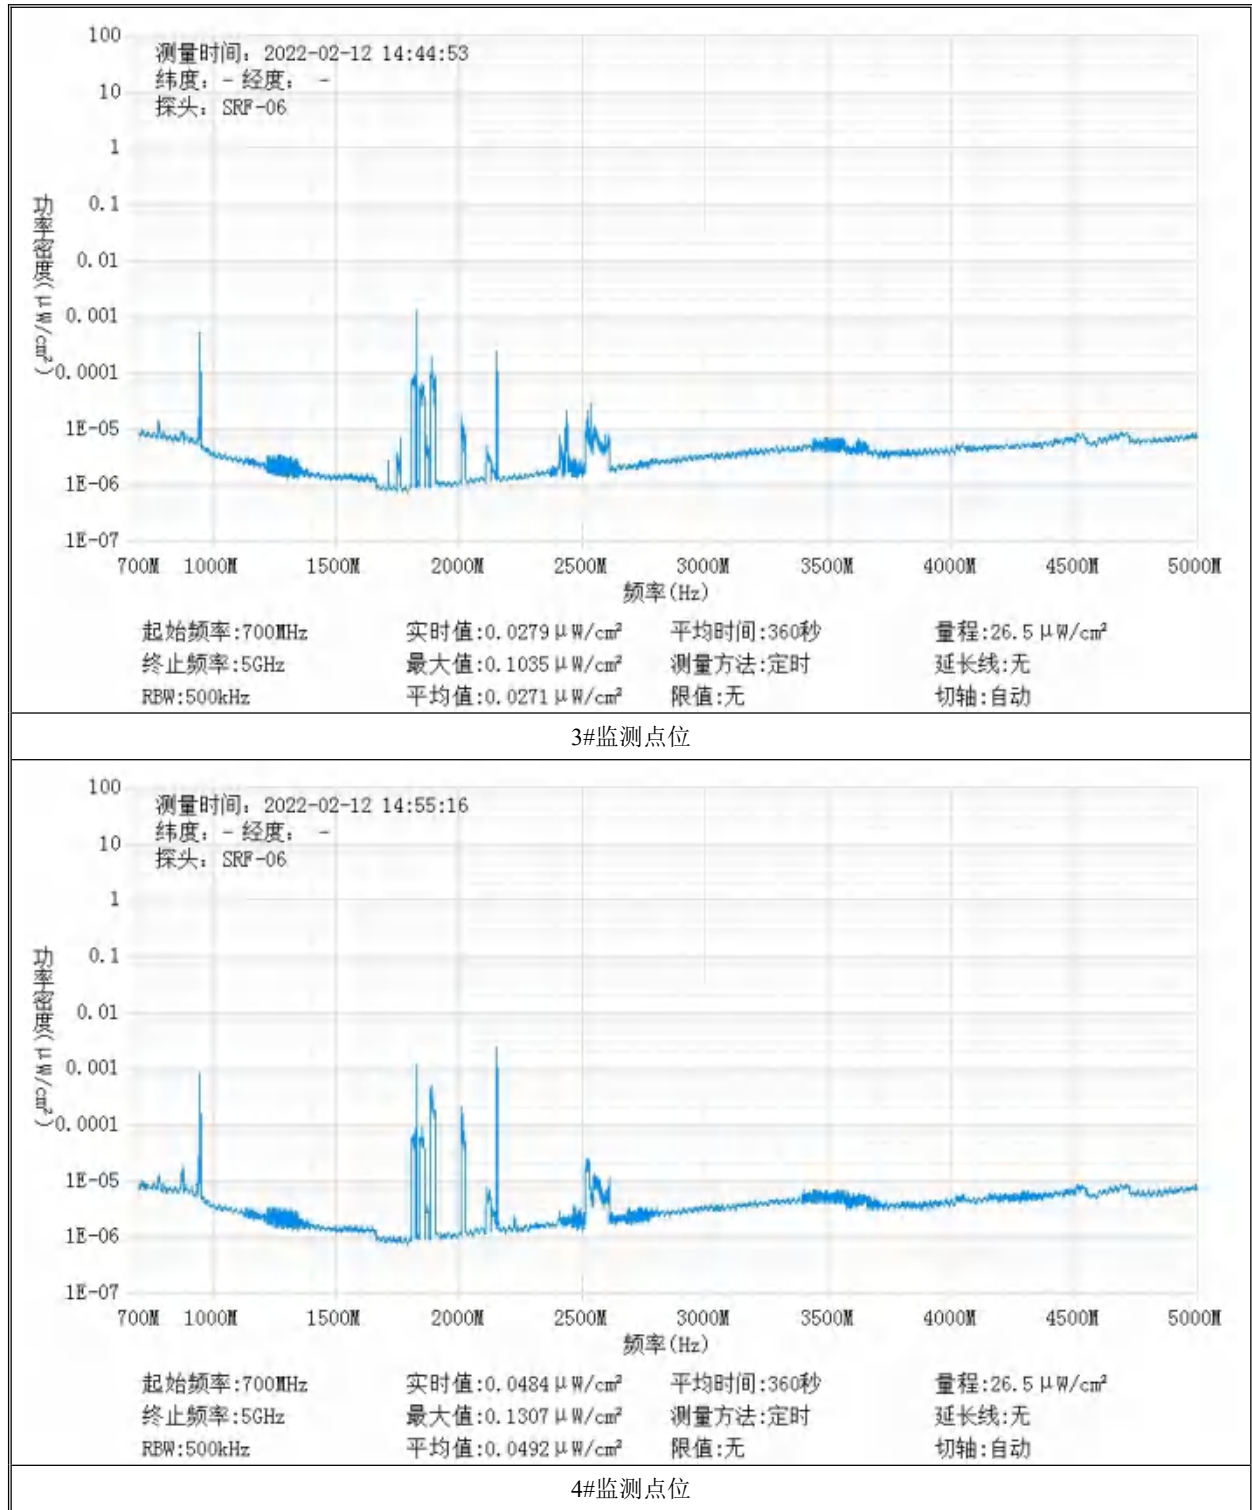 测量时间: 2022-02-12 14:44:53
纬度: - 经度: -
探头: SRF-06
100
10
1
0.1
0.01
0.001
0.0001
1E-05
1E-06
1E-07
功率密度(μW/cm²)
700M 1000M 1500M 2000M 2500M 3000M 3500M 4000M 4500M 5000M
频率(Hz)
起始频率:700MHz 实时值:0.0279μW/cm² 平均时间:360秒 量程:26.5μW/cm²
终止频率:5GHz 最大值:0.1035μW/cm² 测量方法:定时 延长线:无
RBW:500kHz 平均值:0.0271μW/cm² 限值:无 切轴:自动
3#监测点位
测量时间: 2022-02-12 14:55:16
纬度: - 经度: -
探头: SRF-06
100
10
1
0.1
0.01
0.001
0.0001
1E-05
1E-06
1E-07
功率密度(μW/cm²)
700M 1000M 1500M 2000M 2500M 3000M 3500M 4000M 4500M 5000M
频率(Hz)
起始频率:700MHz 实时值:0.0484μW/cm² 平均时间:360秒 量程:26.5μW/cm²
终止频率:5GHz 最大值:0.1307μW/cm² 测量方法:定时 延长线:无
RBW:500kHz 平均值:0.0492μW/cm² 限值:无 切轴:自动
4#监测点位